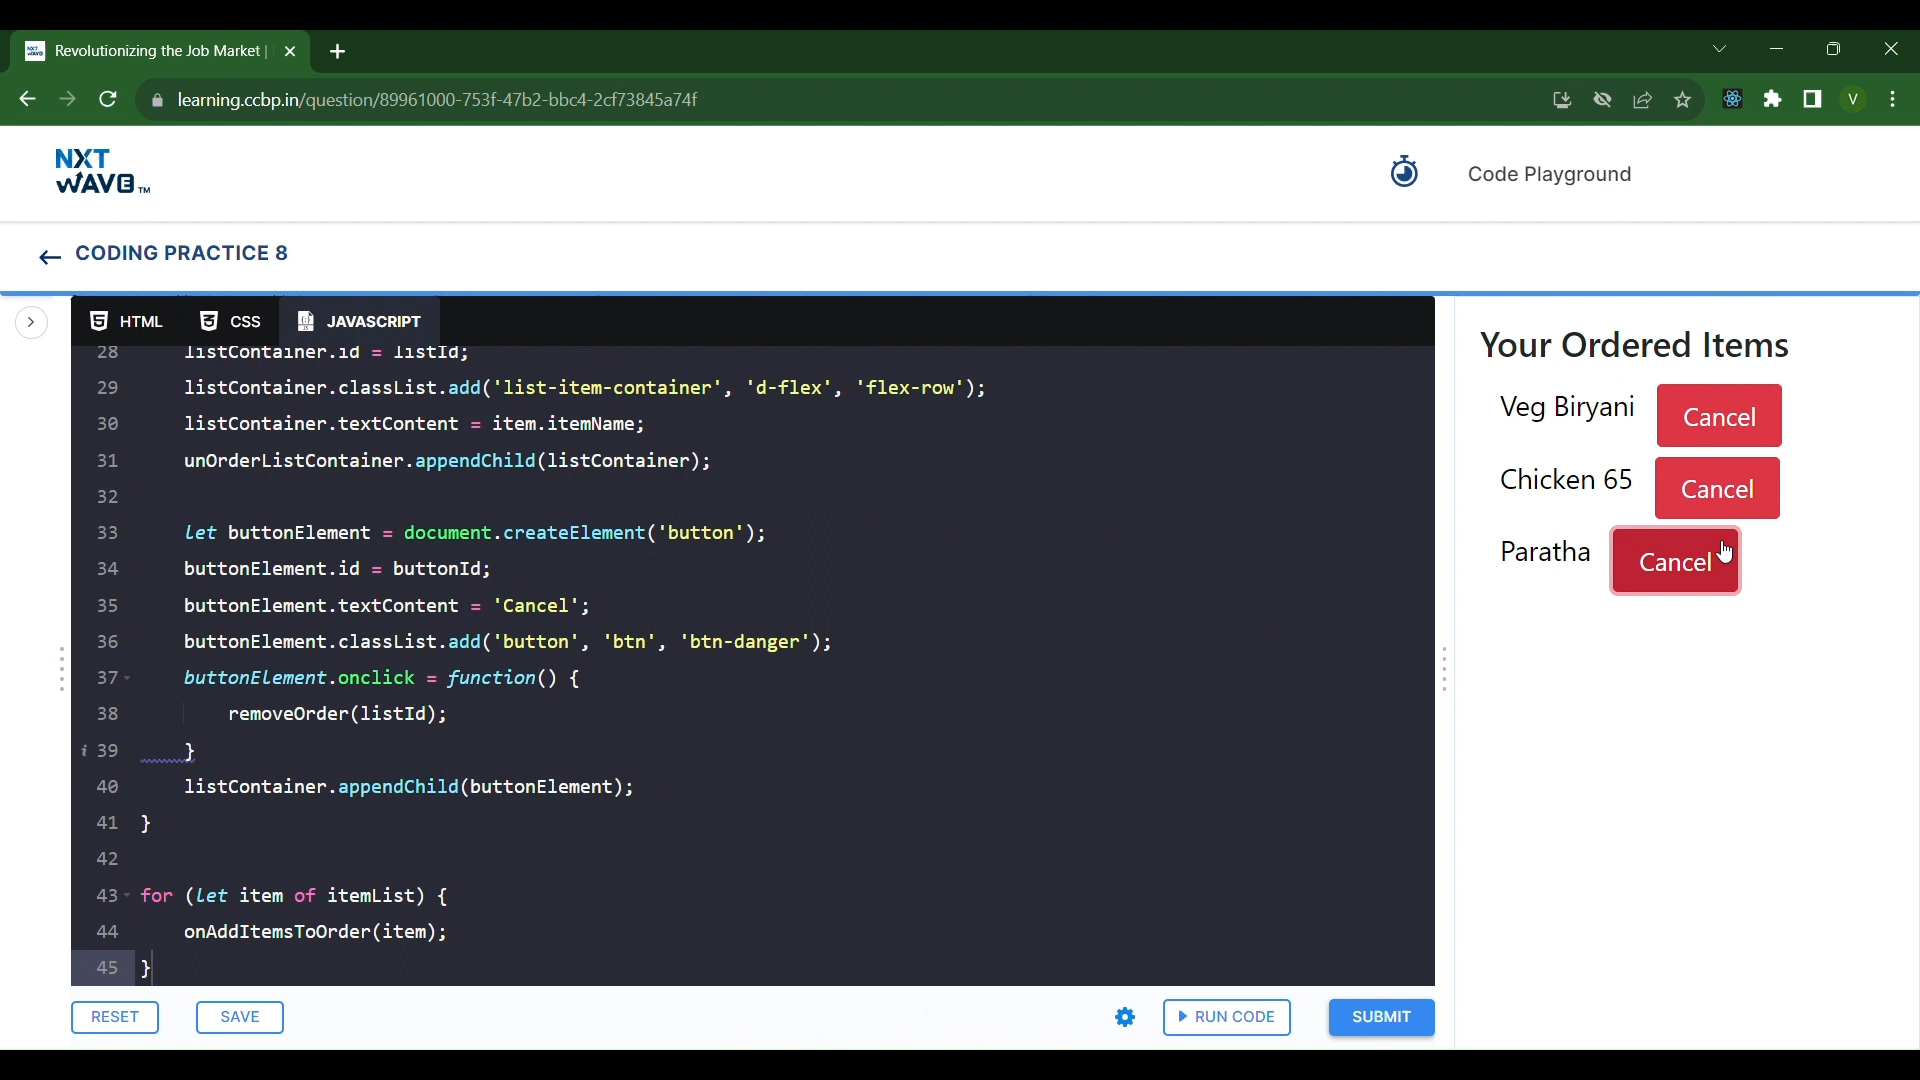 NXT WAVE Revolutionizing the Job Market |
learning.ccbp.in/question/89961000-753f-47b2-bbc4-2cf73845a74f
V
NXT
WAVE TM
Code Playground
CODING PRACTICE 8
HTML CSS JAVASCRIPT
28 listContainer.id = listId;
29 listContainer.classList.add('list-item-container', 'd-flex', 'flex-row');
30 listContainer.textContent = item.itemName;
31 unOrderListContainer.appendChild(listContainer);
32
33 let buttonElement = document.createElement('button');
34 buttonElement.id = buttonId;
35 buttonElement.textContent = 'Cancel';
36 buttonElement.classList.add('button', 'btn', 'btn-danger');
37 buttonElement.onclick = function() {
38 removeOrder(listId);
i 39 }
40 listContainer.appendChild(buttonElement);
41 }
42
43 for (let item of itemList) {
44 onAddItemsToOrder(item);
45 }
RESET SAVE RUN CODE SUBMIT
Your Ordered Items
Veg Biryani Cancel
Chicken 65 Cancel
Paratha Cancel